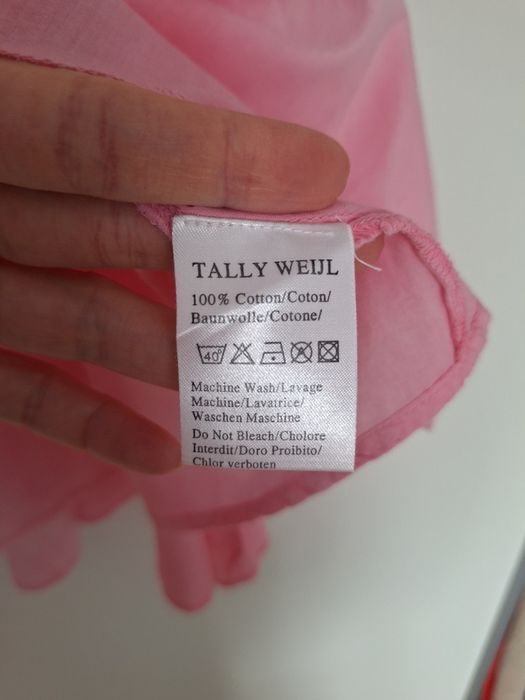 TALLY WEIJL
100% Cotton/Coton/
Baunwolle/Cotone/
40°
Machine Wash/Lavage
Machine/Lavatrice/
Waschen Maschine
Do Not Bleach/Cholore
Interdit/Doro Proibito/
Chlor verboten